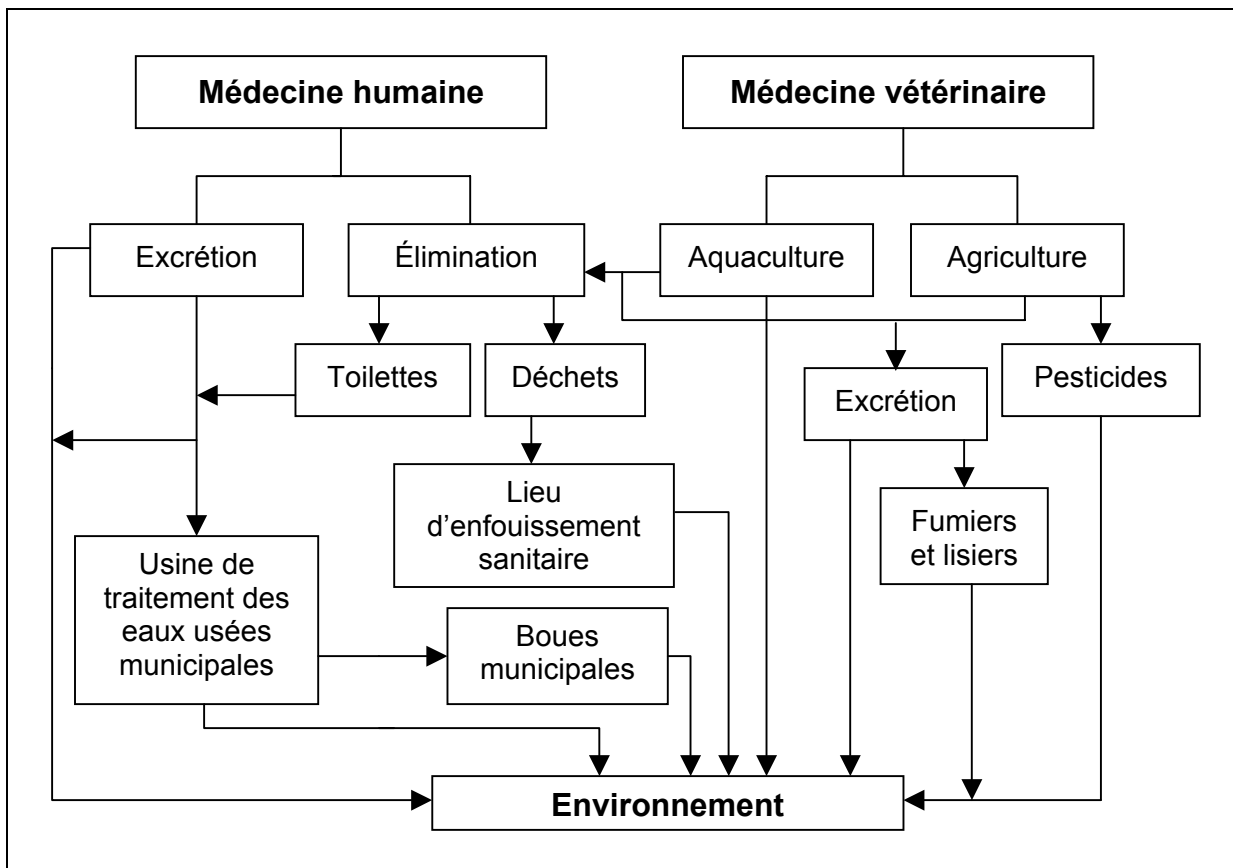 Médecine humaine
Médecine vétérinaire
Excrétion
Élimination
Aquaculture
Agriculture
Toilettes
Déchets
Excrétion
Pesticides
Lieu
d’enfouissement
sanitaire
Fumiers
et lisiers
Usine de
traitement des
eaux usées
municipales
Boues
municipales
Environnement